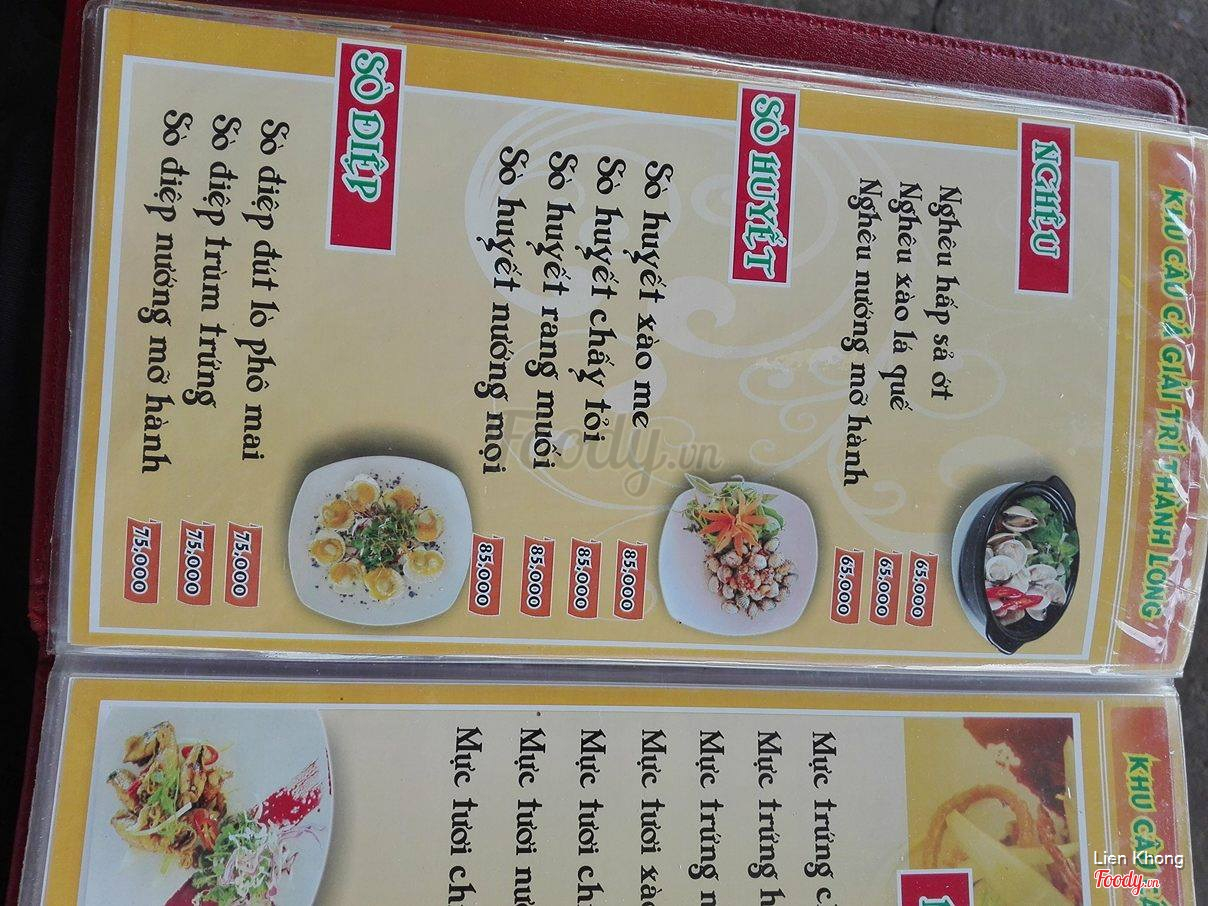 KHU CÂU CÁ GIẢI TRÍ THÀNH LONG
NGHÊU
Nghêu hấp sả ớt 65,000
Nghêu xào lá quế 65,000
Nghêu nướng mỡ hành 65,000
SÒ HUYẾT
Sò huyết xào me 85,000
Sò huyết chấy tỏi 85,000
Sò huyết rang muối 85,000
Sò huyết nướng mọi 85,000
SÒ ĐIỆP
Sò điệp đút lò phô mai 75,000
Sò điệp trùm trứng 75,000
Sò điệp nướng mỡ hành 75,000
KHU CÂU
Mực trứng
Mực trứng
Mực trứng
Mực tươi
Mực tươi
Mực tươi
Mực tươi
Foody.vn
Lien Khong
Foody.vn